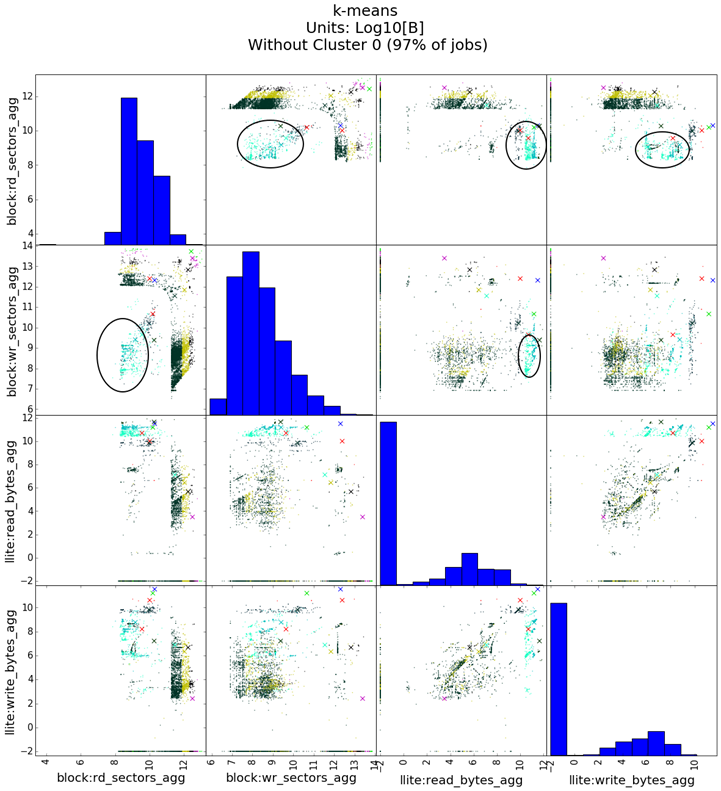 k-means
Units: Log10[B]
Without Cluster 0 (97% of jobs)
block:rd_sectors_agg
12
10
8
6
4
block:wr_sectors_agg
14
13
12
11
10
9
8
7
6
llite:read_bytes_agg
12
10
8
6
4
2
0
−2
llite:write_bytes_agg
10
8
6
4
2
0
−2
4 6 8 10 12
6 7 8 9 10 11 12 13 14
−2 0 2 4 6 8 10 12
−2 0 2 4 6 8 10
block:rd_sectors_agg block:wr_sectors_agg llite:read_bytes_agg llite:write_bytes_agg